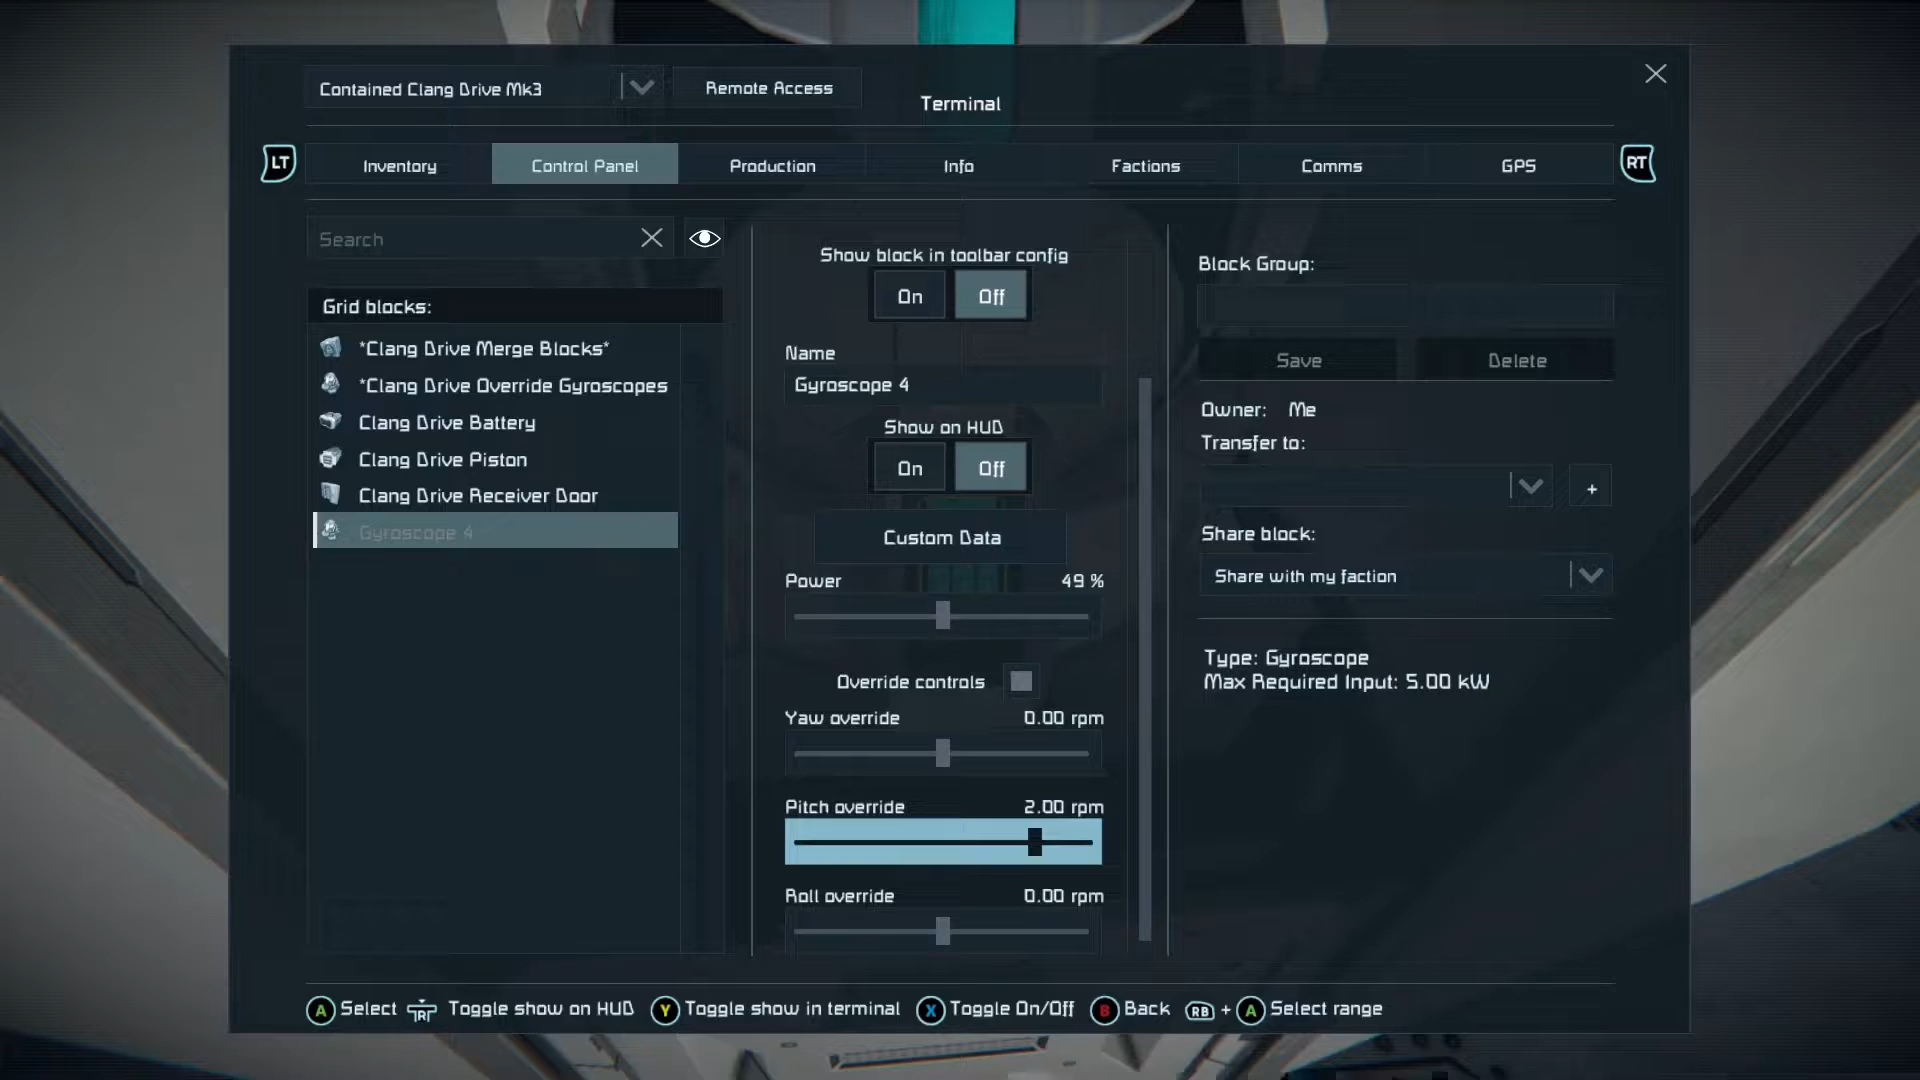 Contained Clang Drive Mk3
Remote Access
Terminal
LT
Inventory
Control Panel
Production
Info
Factions
Comms
GPS
RT
Search
Grid blocks:
*Clang Drive Merge Blocks*
*Clang Drive Override Gyroscopes
Clang Drive Battery
Clang Drive Piston
Clang Drive Receiver Door
Gyroscope 4
Show block in toolbar config
On Off
Name
Gyroscope 4
Show on HUD
On Off
Custom Data
Power 49 %
Override controls
Yaw override 0.00 rpm
Pitch override 2.00 rpm
Roll override 0.00 rpm
Block Group:
Save Delete
Owner: Me
Transfer to:
+
Share block:
Share with my faction
Type: Gyroscope
Max Required Input: 5.00 kW
A Select R Toggle show on HUD Y Toggle show in terminal X Toggle On/Off B Back RB + A Select range